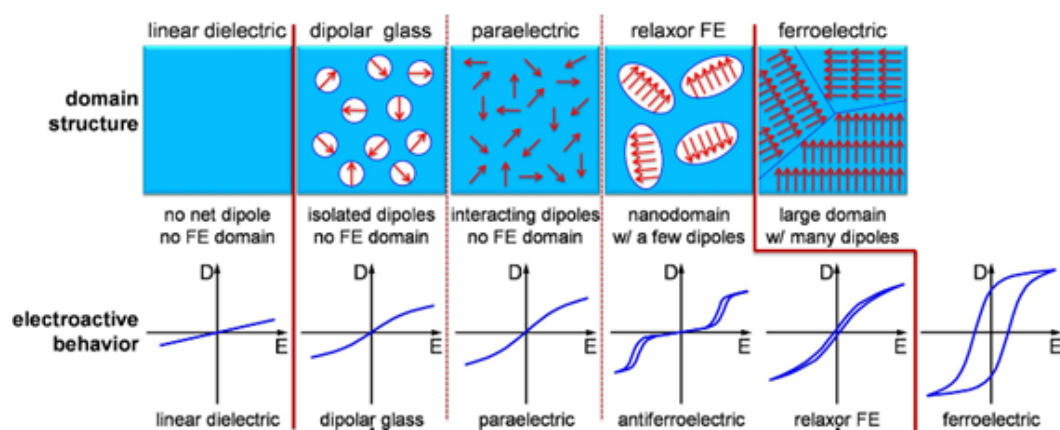 linear dielectric dipolar glass paraelectric relaxor FE ferroelectric
domain
structure
no net dipole isolated dipoles interacting dipoles nanodomain large domain
no FE domain no FE domain no FE domain w/ a few dipoles w/ many dipoles
D D D D D D
electroactive
behavior
E E E E E E
linear dielectric dipolar glass paraelectric antiferroelectric relaxor FE ferroelectric